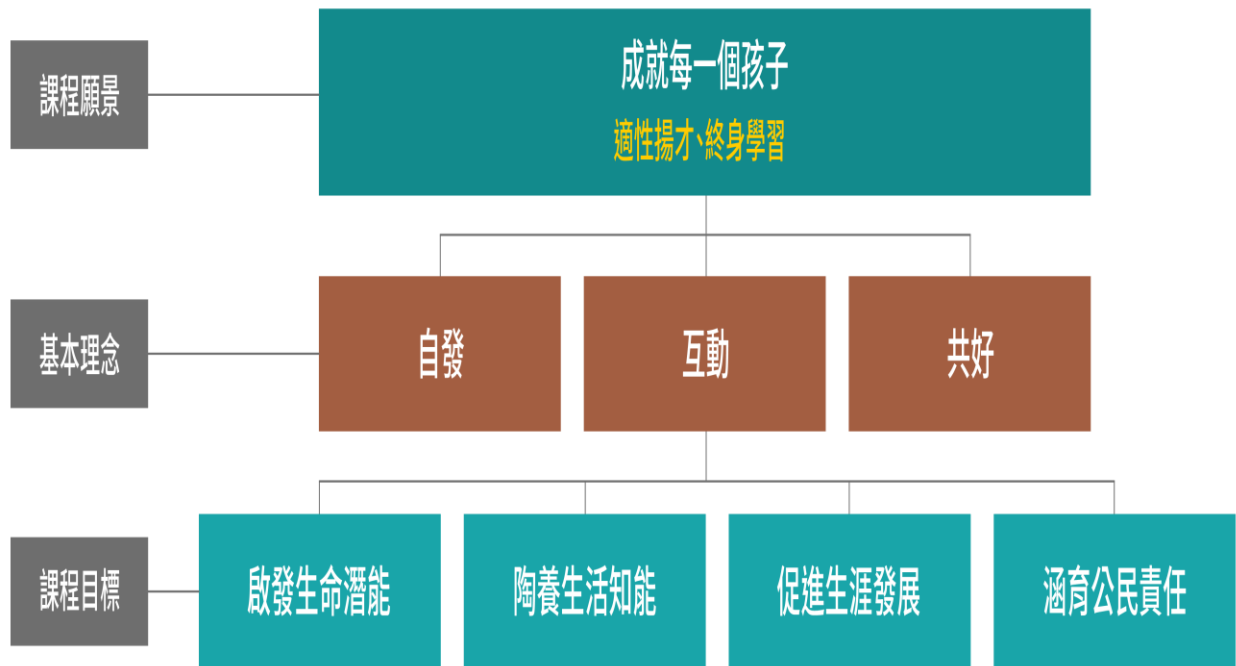 課程願景
成就每一個孩子
適性揚才、終身學習
基本理念
自發
互動
共好
課程目標
啟發生命潛能
陶養生活知能
促進生涯發展
涵育公民責任